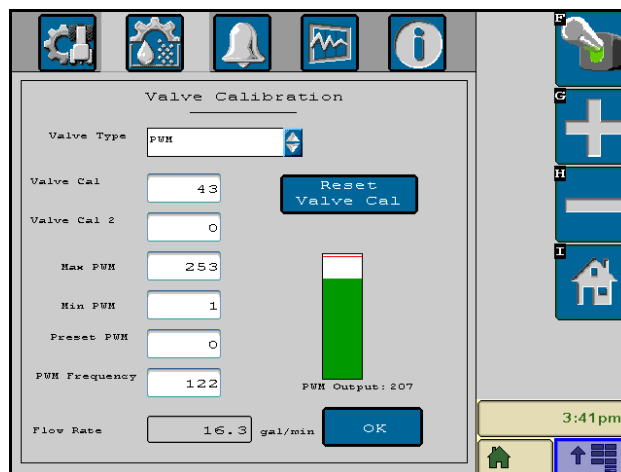 F
Valve Calibration
Valve Type PWM
G
Valve Cal 43
Reset
Valve Cal
Valve Cal 2 0
H
Max PWM 253
Min PWM 1
I
Preset PWM 0
PWM Frequency 122
PWM Output: 207
Flow Rate 16.3 gal/min OK
3:41pm